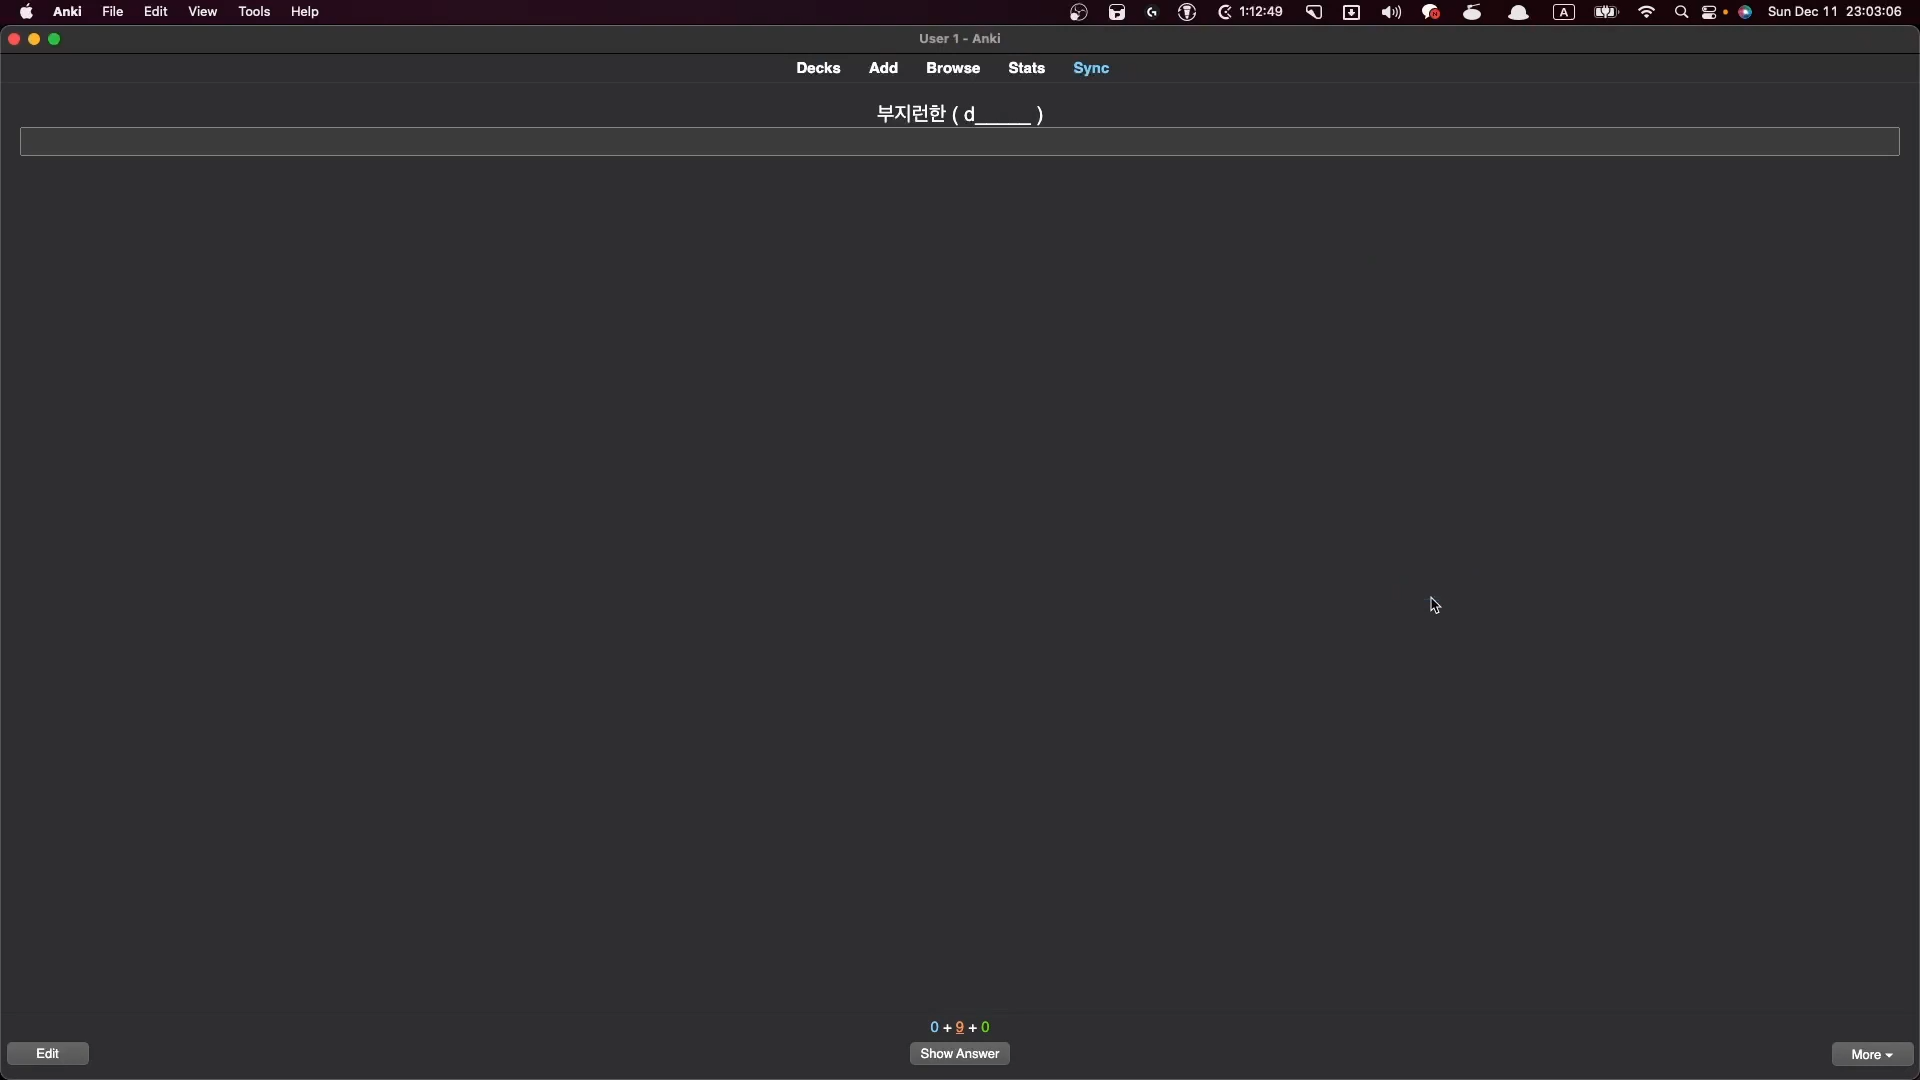 Anki File Edit View Tools Help 1:12:49 A Sun Dec 11 23:03:06
User 1 - Anki
Decks Add Browse Stats Sync
부지런한 ( d______ )
0 + 9 + 0
Edit Show Answer More